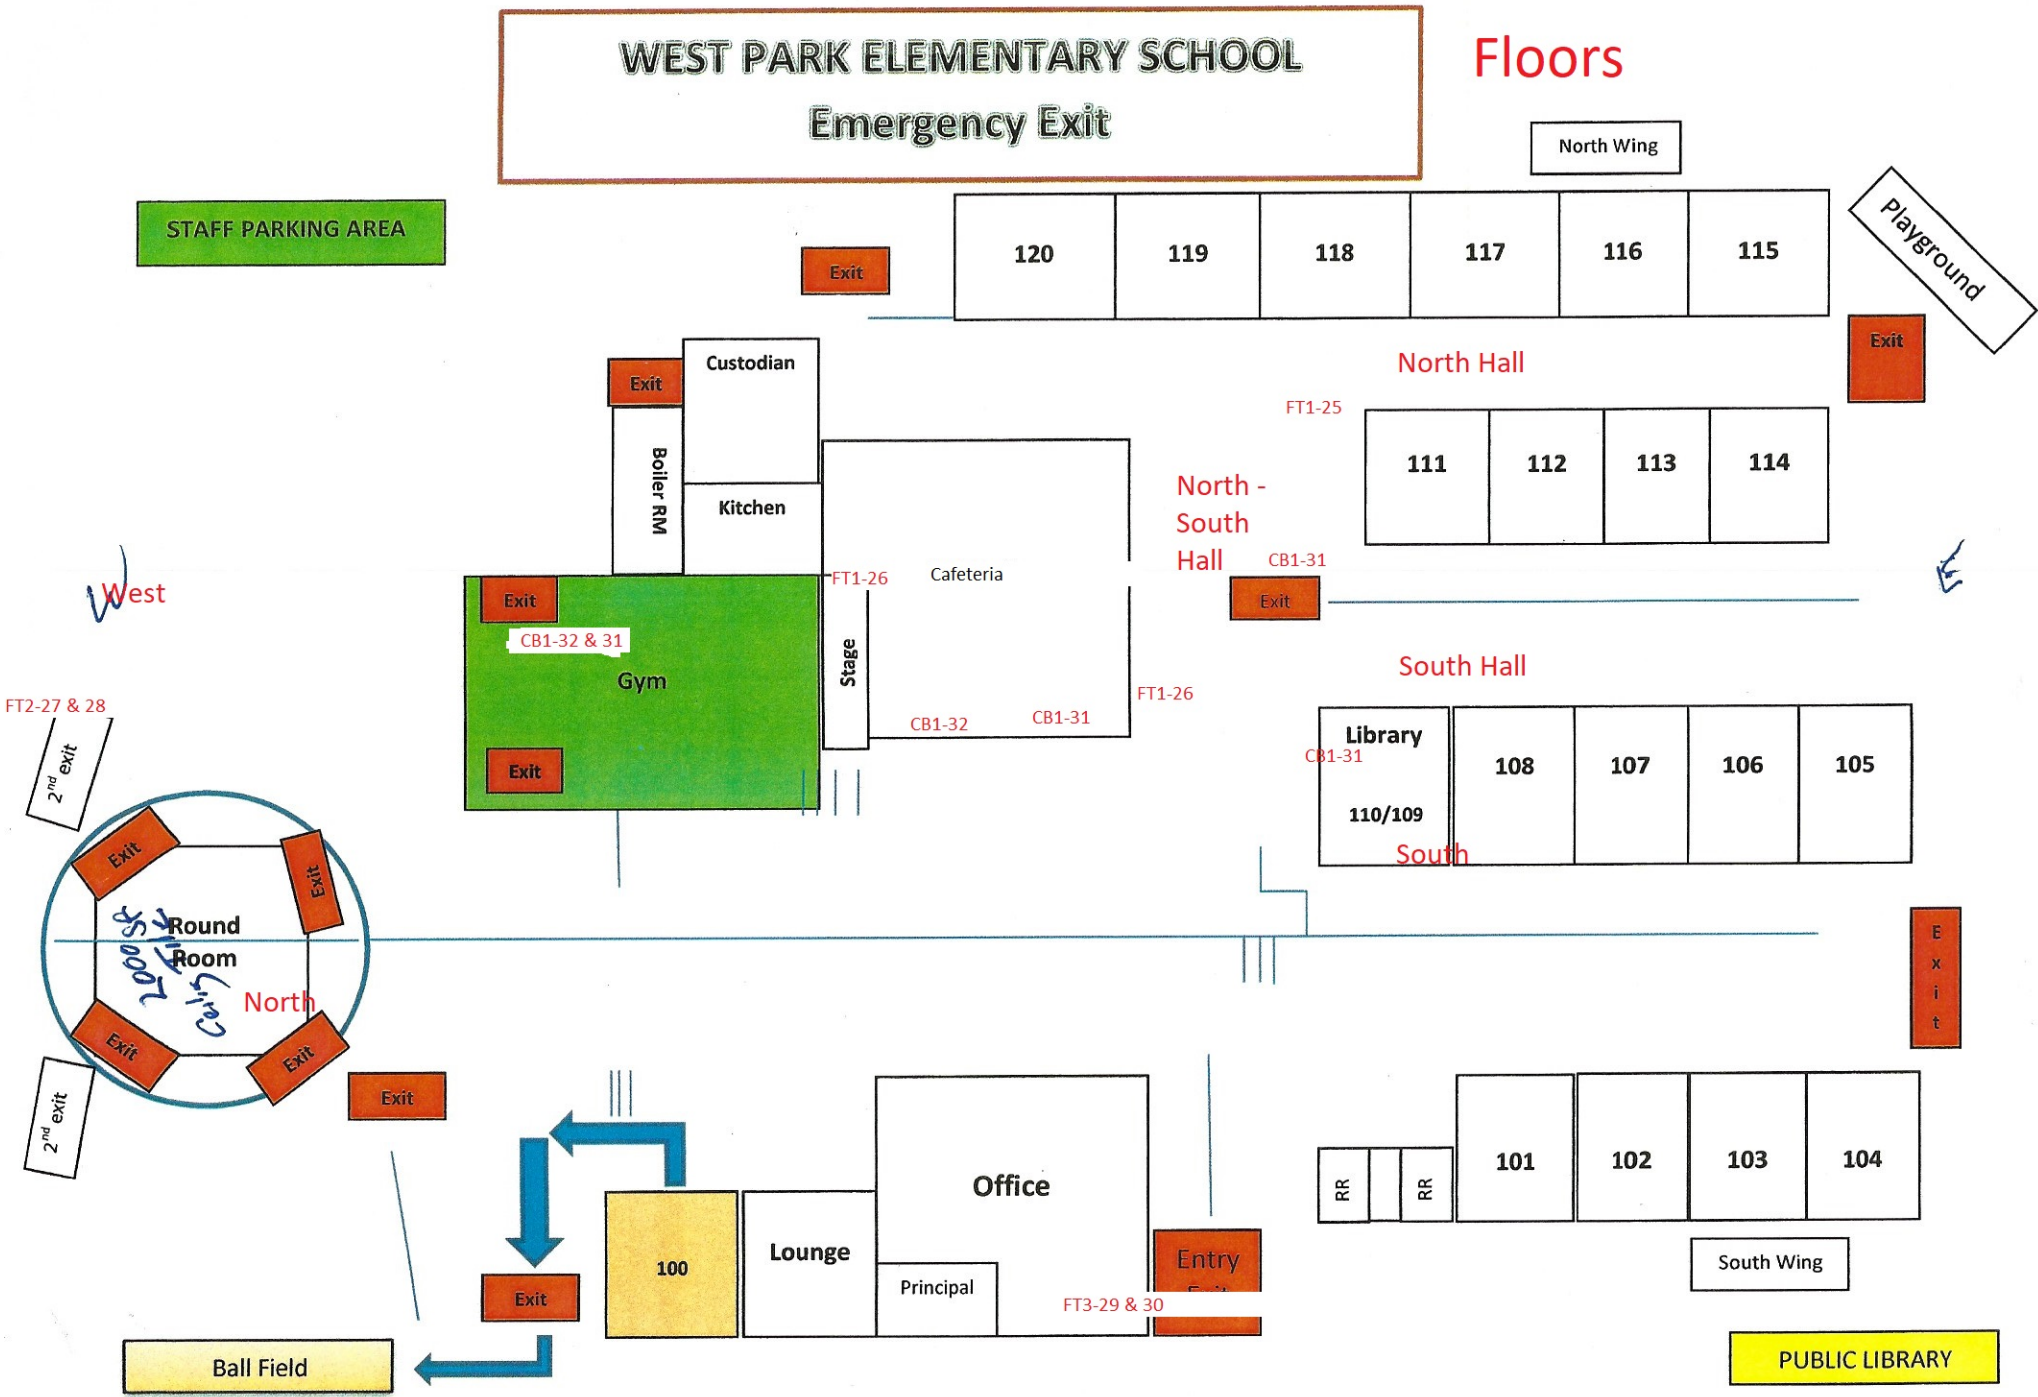 WEST PARK ELEMENTARY SCHOOL
Emergency Exit
Floors
North Wing
STAFF PARKING AREA
Playground
120
119
118
117
116
115
Exit
Exit
North Hall
Custodian
Exit
FT1-25
Boiler RM
Kitchen
111
112
113
114
North -
South
Hall
Cafeteria
CB1-31
Exit
FT1-26
West
Exit
CB1-32 & 31
Gym
Stage
South Hall
FT1-26
CB1-32
CB1-31
FT2-27 & 28
2nd exit
Exit
Library
CB1-31
110/109
South
108
107
106
105
Exit
Exit
Round
Room
North
Exit
Exit
Exit
2nd exit
Exit
Exit
100
Lounge
Office
Principal
FT3-29 & 30
Entry
RR
RR
101
102
103
104
South Wing
Ball Field
PUBLIC LIBRARY